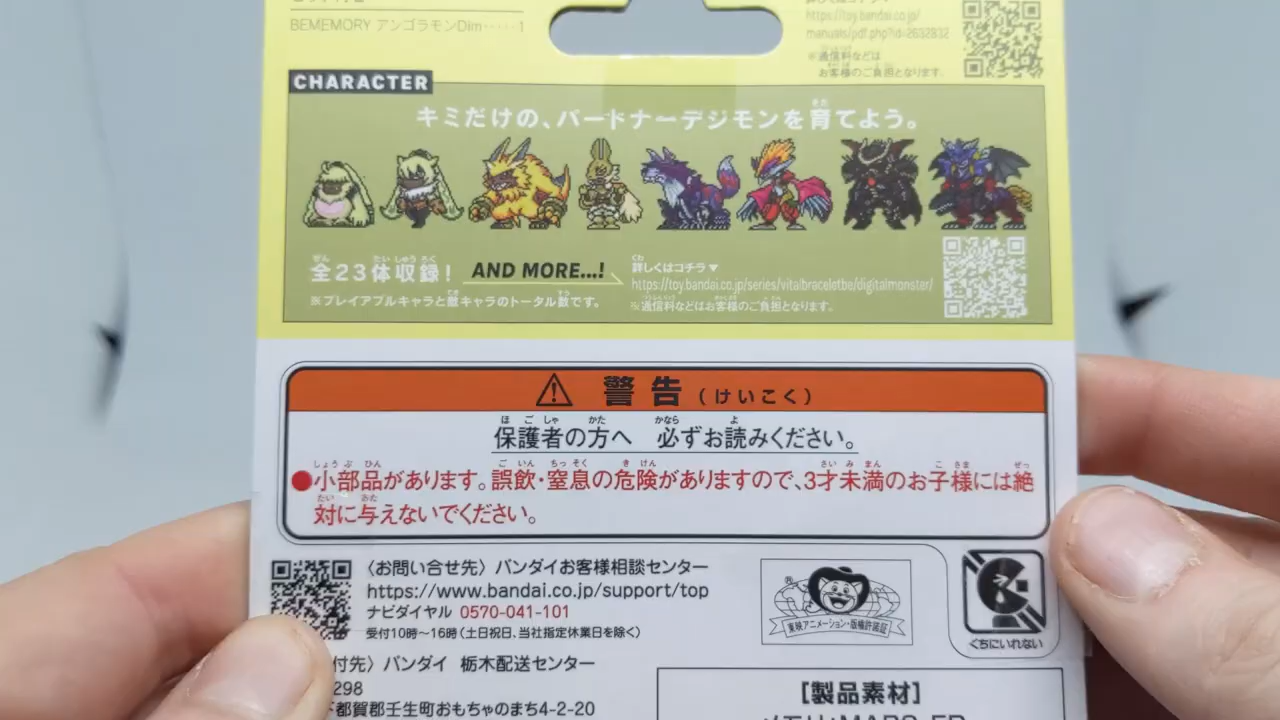 BEMEMORY アンゴラモンDim‥‥‥1
https://toy.bandai.co.jp/
manuals/pdf.php?id=2632832
※通信料などは
お客様のご負担となります。
CHARACTER
キミだけの、パートナーデジモンを育てよう。
全23体収録!
AND MORE...!
※プレイアブルキャラと敵キャラのトータル数です。
詳しくはコチラ▼
https://toy.bandai.co.jp/series/vitalbraceletbe/digitalmonster/
※通信料などはお客様のご負担となります。
警告(けいこく)
保護者の方へ 必ずお読みください。
●小部品があります。誤飲・窒息の危険がありますので、3才未満のお子様には絶
対に与えないでください。
〈お問い合せ先〉バンダイお客様相談センター
https://www.bandai.co.jp/support/top
ナビダイヤル 0570-041-101
受付10時〜16時(土日祝日、当社指定休業日を除く)
付先〉バンダイ 栃木配送センター
298
下都賀郡壬生町おもちゃのまち4-2-20
®
東映アニメーション・版権許諾証
くちにいれない
[製品素材]